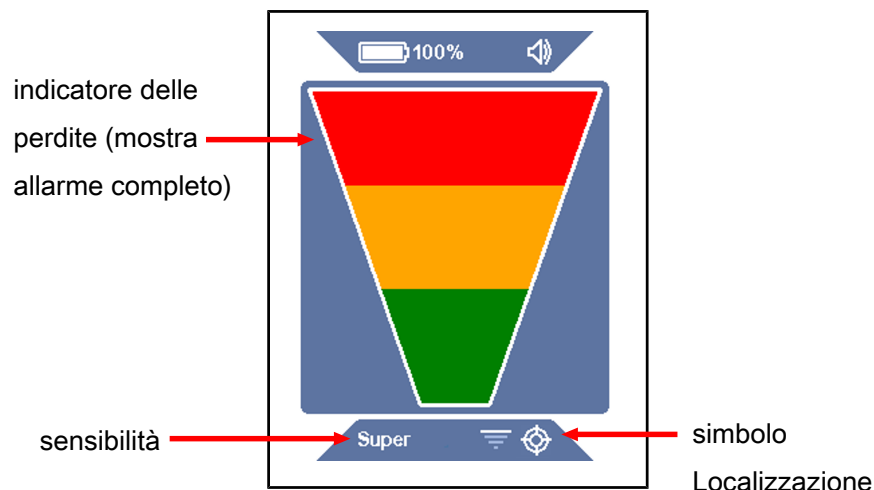 100%
indicatore delle
perdite (mostra
allarme completo)
sensibilità
Super
simbolo
Localizzazione